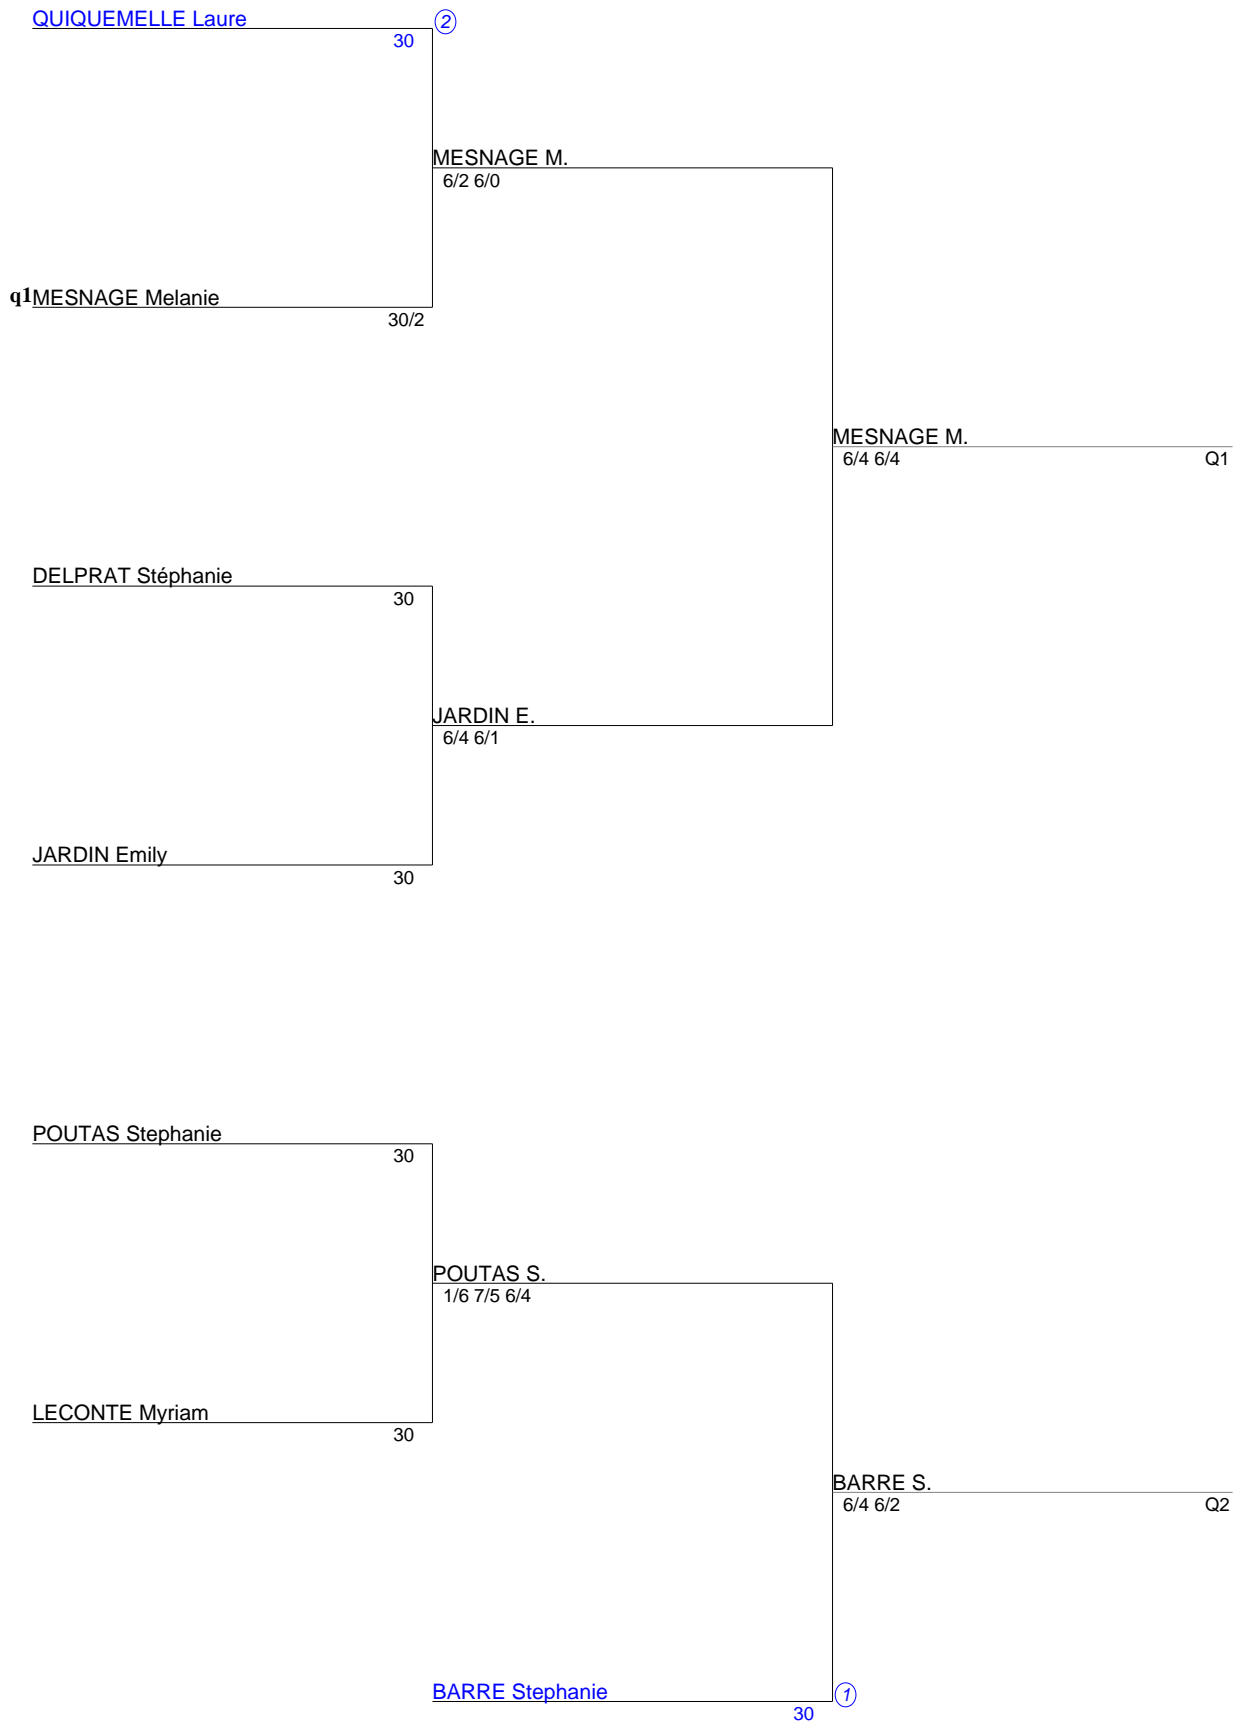 QUIQUEMELLE Laure
2
30
MESNAGE M.
6/2 6/0
q1MESNAGE Melanie
30/2
MESNAGE M.
6/4 6/4
Q1
DELPRAT Stéphanie
30
JARDIN E.
6/4 6/1
JARDIN Emily
30
POUTAS Stephanie
30
POUTAS S.
1/6 7/5 6/4
LECONTE Myriam
30
BARRE S.
6/4 6/2
Q2
BARRE Stephanie
1
30